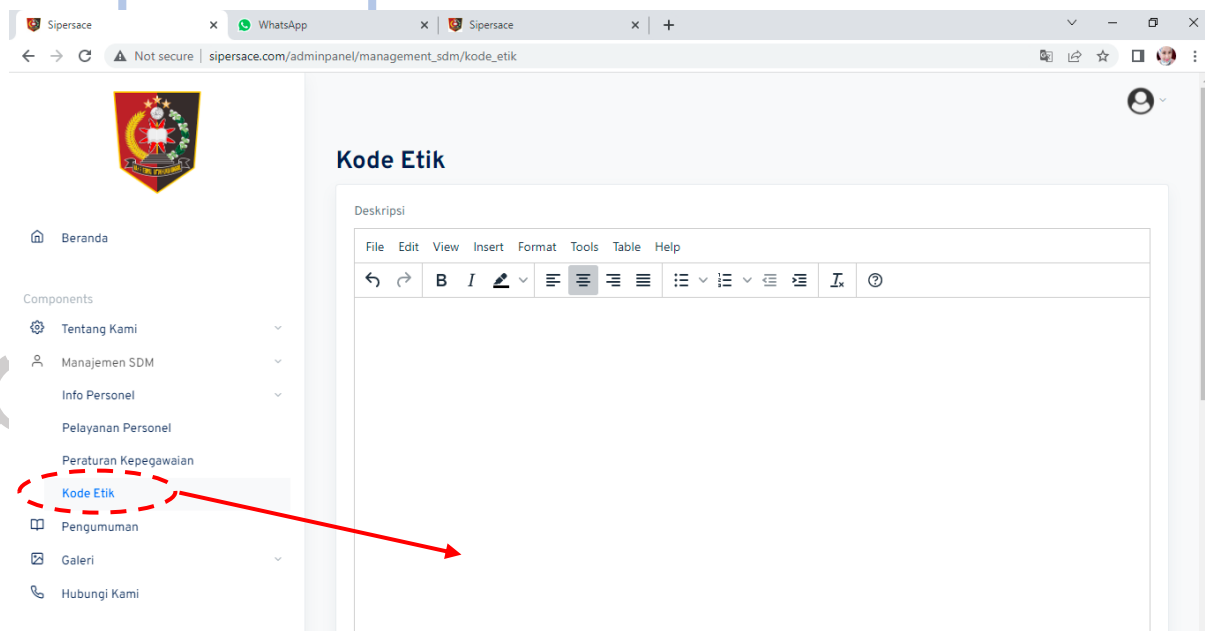 Sipersace
WhatsApp
Sipersace
Not secure | sipersace.com/adminpanel/management_sdm/kode_etik
Kode Etik
Deskripsi
File Edit View Insert Format Tools Table Help
Beranda
Components
Tentang Kami
Manajemen SDM
Info Personel
Pelayanan Personel
Peraturan Kepegawaian
Kode Etik
Pengumuman
Galeri
Hubungi Kami